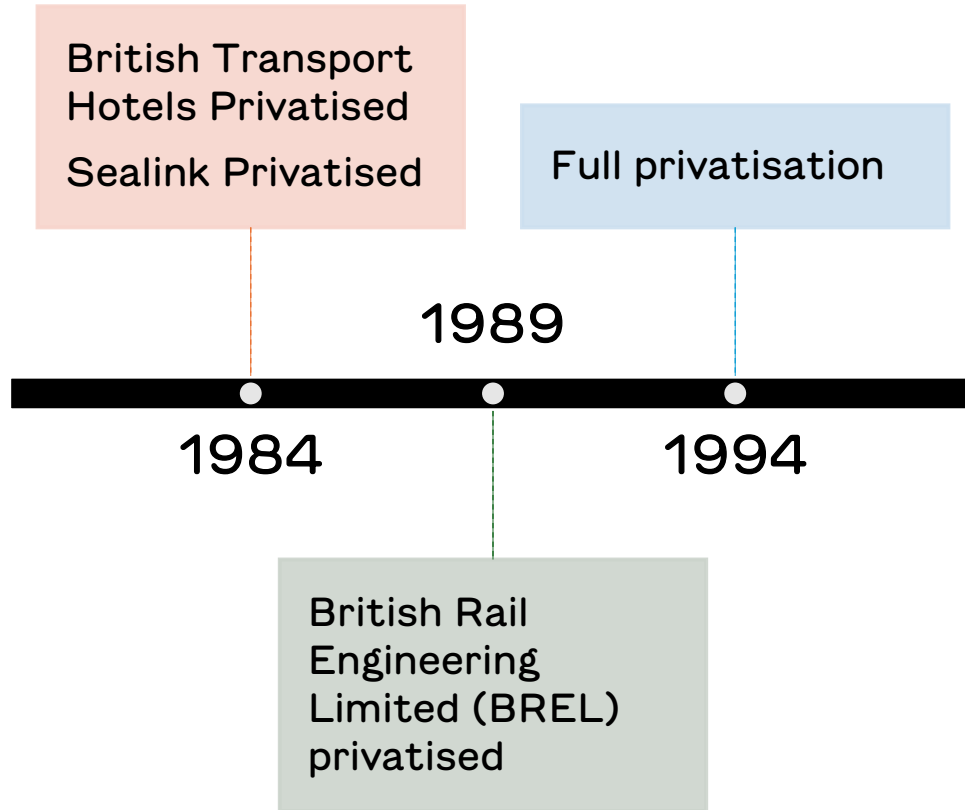 British Transport
Hotels Privatised
Sealink Privatised
Full privatisation
1989
1984
1994
British Rail
Engineering
Limited (BREL)
privatised